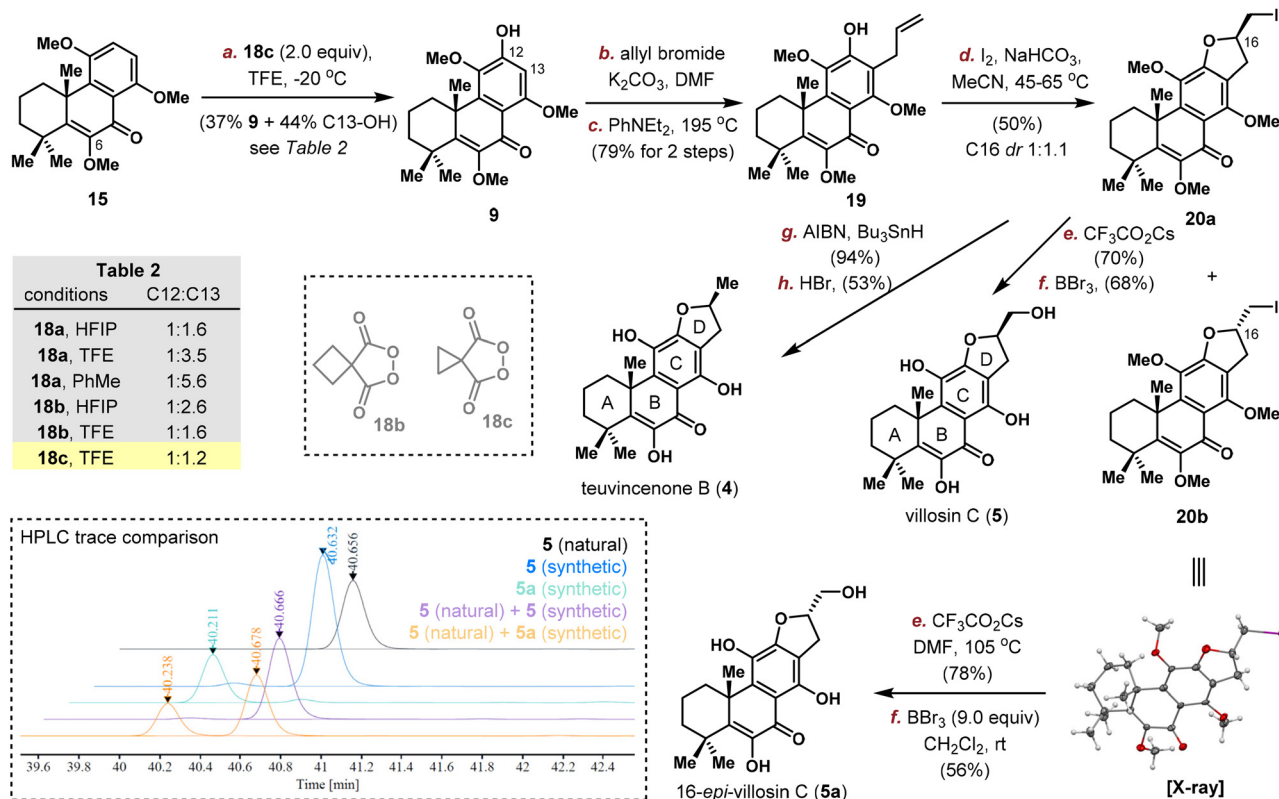 MeO
Me
OMe
O
Me
Me
6
OMe
15
a. 18c (2.0 equiv),
TFE, -20 °C
(37% 9 + 44% C13-OH)
see Table 2
OH
12
MeO
13
Me
OMe
O
Me
Me
OMe
9
b. allyl bromide
K2CO3, DMF
c. PhNEt2, 195 °C
(79% for 2 steps)
OH
MeO
Me
OMe
O
Me
Me
OMe
19
d. I2, NaHCO3,
MeCN, 45-65 °C
(50%)
C16 dr 1:1.1
I
O
16
MeO
Me
OMe
O
Me
Me
OMe
20a
+
g. AIBN, Bu3SnH
(94%)
h. HBr, (53%)
e. CF3CO2Cs
(70%)
f. BBr3, (68%)
Table 2
conditions C12:C13
18a, HFIP 1:1.6
18a, TFE 1:3.5
18a, PhMe 1:5.6
18b, HFIP 1:2.6
18b, TFE 1:1.6
18c, TFE 1:1.2
O
O
O
O
18b
O
O
O
O
18c
Me
O
D
HO
Me
C
OH
A
B
O
Me
Me
OH
teuvincenone B (4)
OH
O
D
HO
Me
C
OH
A
B
O
Me
Me
OH
villosin C (5)
I
O
16
MeO
Me
OMe
O
Me
Me
OMe
20b
HPLC trace comparison
5 (natural)
5 (synthetic)
5a (synthetic)
5 (natural) + 5 (synthetic)
5 (natural) + 5a (synthetic)
40.632
40.656
40.211
40.666
40.678
40.238
39.6 39.8 40 40.2 40.4 40.6 40.8 41 41.2 41.4 41.6 41.8 42 42.2 42.4
Time [min]
OH
O
HO
Me
OH
O
Me
Me
OH
16-epi-villosin C (5a)
e. CF3CO2Cs
DMF, 105 °C
(78%)
f. BBr3 (9.0 equiv)
CH2Cl2, rt
(56%)
[X-ray]